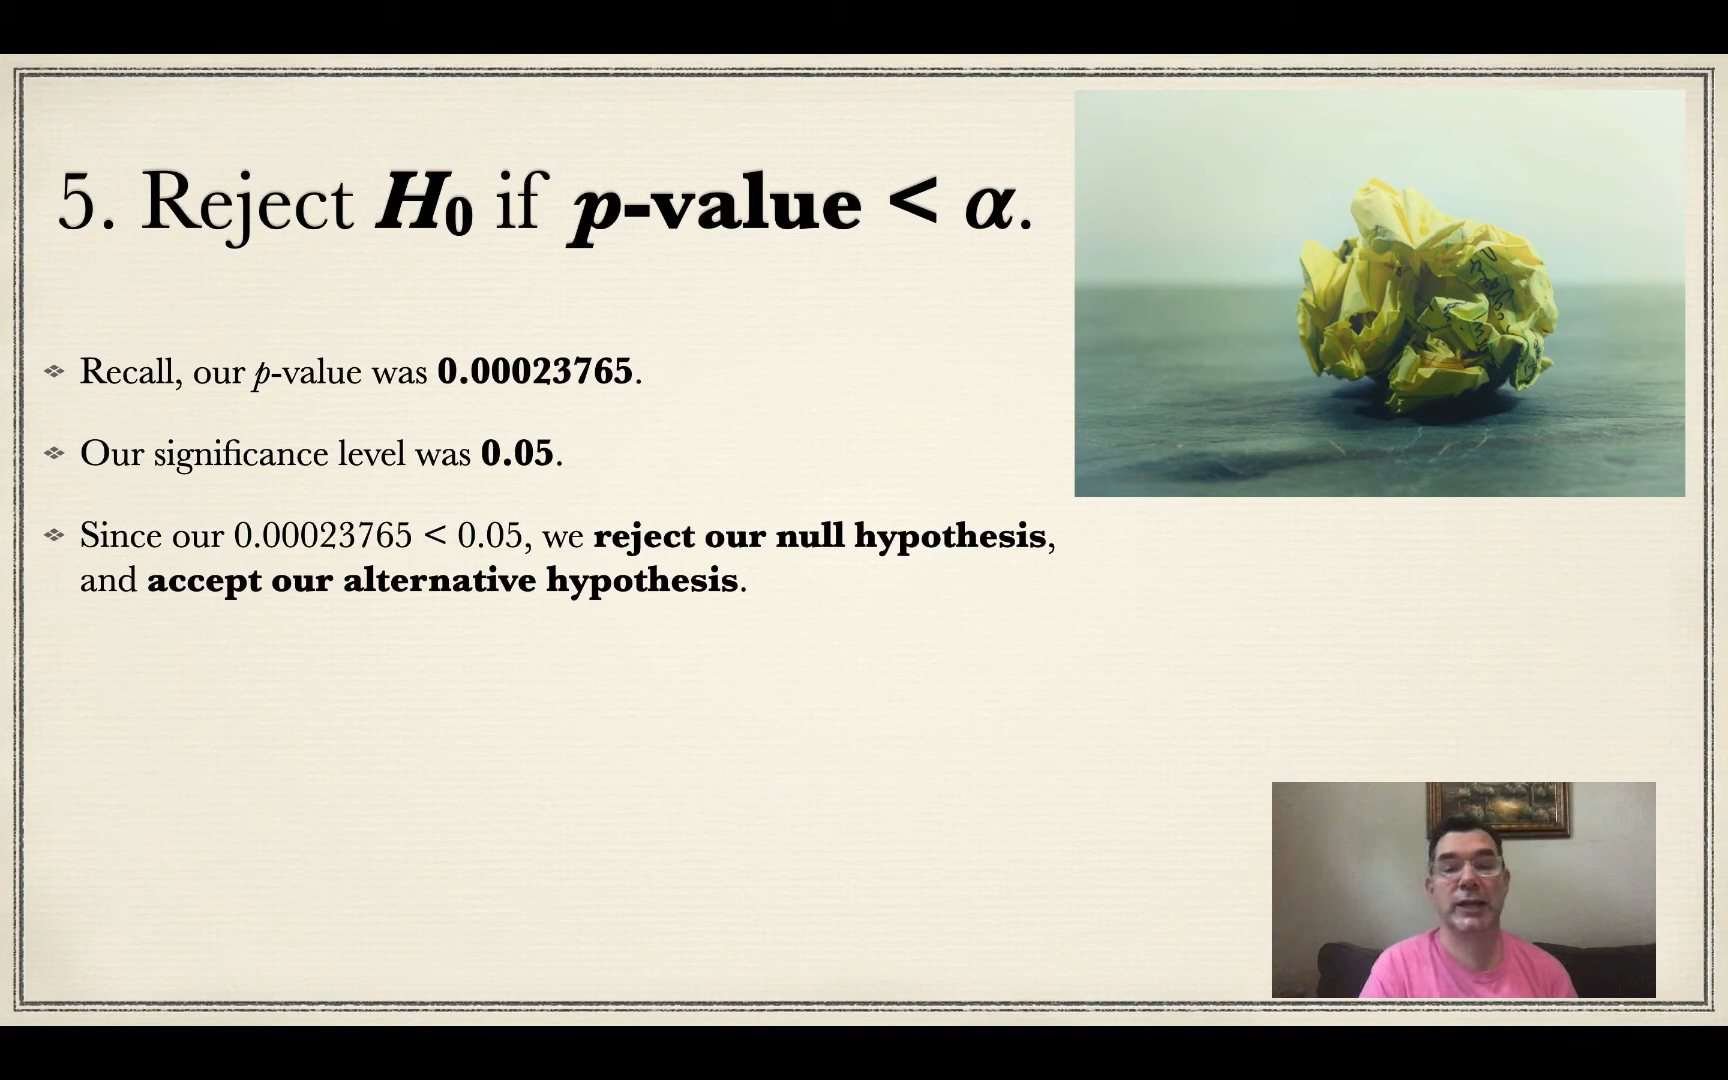 5. Reject H₀ if p-value < α.
Recall, our p-value was 0.00023765.
Our significance level was 0.05.
Since our 0.00023765 < 0.05, we reject our null hypothesis,
and accept our alternative hypothesis.